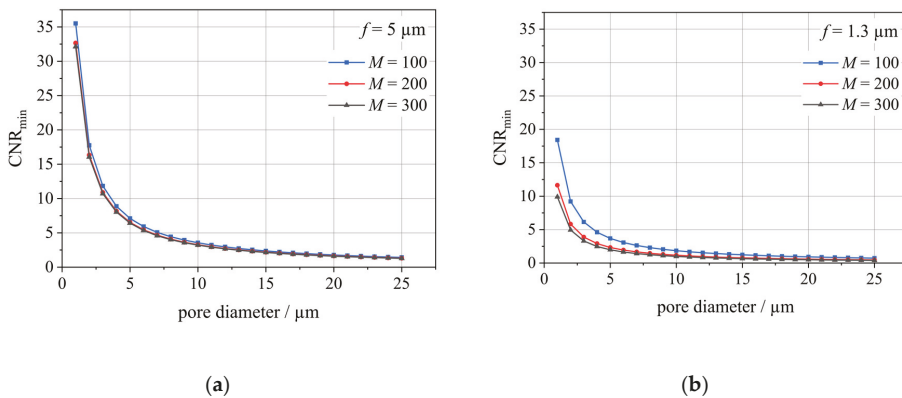 f = 5 µm
M = 100
M = 200
M = 300
35
30
25
20
15
10
5
0
CNRmin
0 5 10 15 20 25
pore diameter / µm
(a)
f = 1.3 µm
M = 100
M = 200
M = 300
35
30
25
20
15
10
5
0
CNRmin
0 5 10 15 20 25
pore diameter / µm
(b)